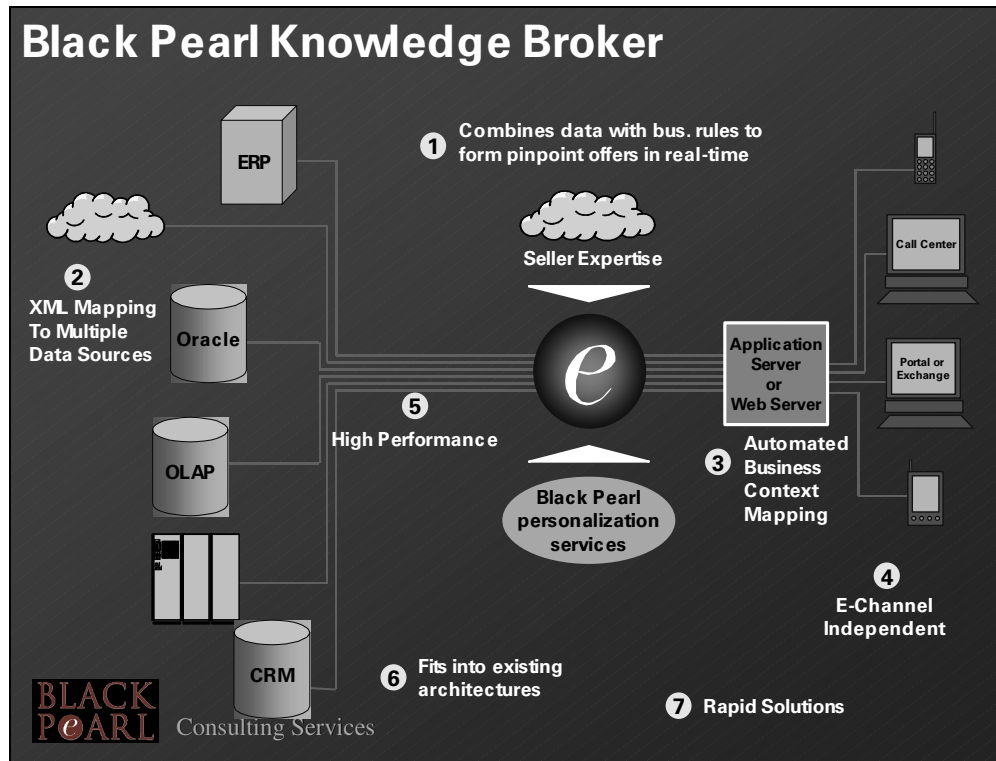 Black Pearl Knowledge Broker
1
Combines data with bus. rules to
form pinpoint offers in real-time
ERP
Seller Expertise
Call Center
2
XML Mapping
To Multiple
Data Sources
Oracle
e
Application
Server
or
Web Server
Portal or
Exchange
5
High Performance
3
Automated
Business
Context
Mapping
OLAP
Black Pearl
personalization
services
4
E-Channel
Independent
CRM
6
Fits into existing
architectures
7
Rapid Solutions
BLACK
PeARL
Consulting Services